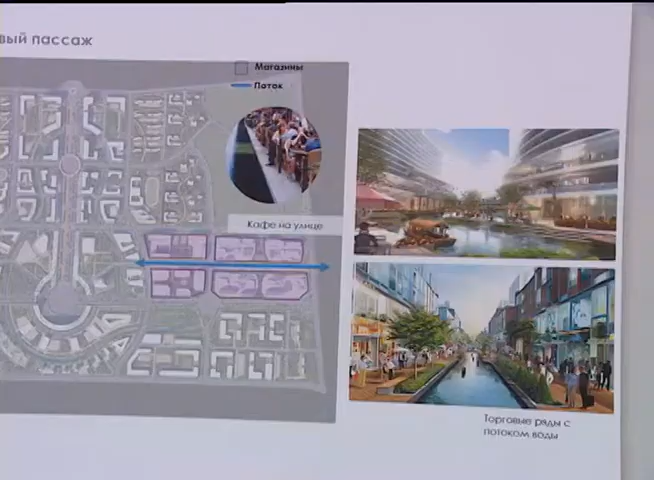 вый пассаж
Магазины
Поток
Кафе на улице
Торговые ряды с
потоком воды